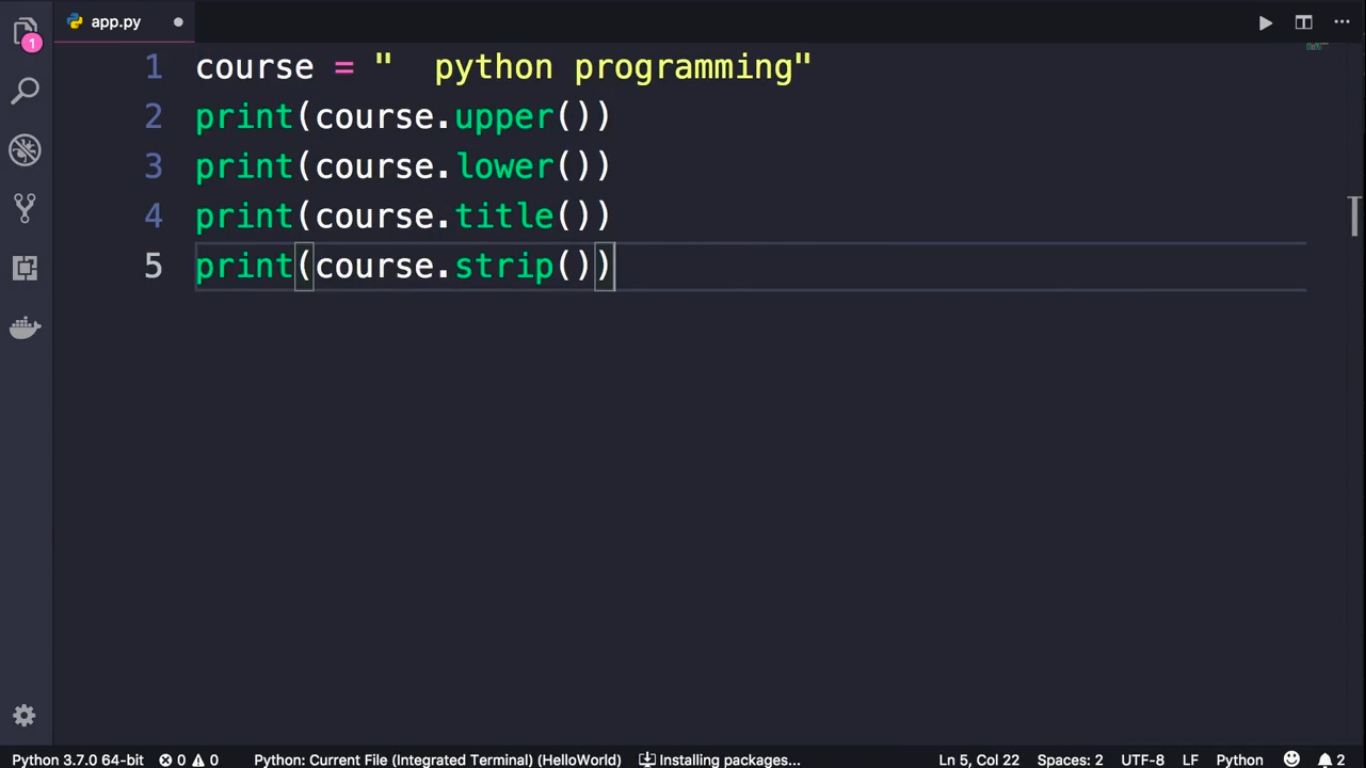 1
app.py
1 course = "  python programming"
2 print(course.upper())
3 print(course.lower())
4 print(course.title())
5 print(course.strip())
Python 3.7.0 64-bit 0 0 Python: Current File (Integrated Terminal) (HelloWorld) Installing packages... Ln 5, Col 22 Spaces: 2 UTF-8 LF Python 2